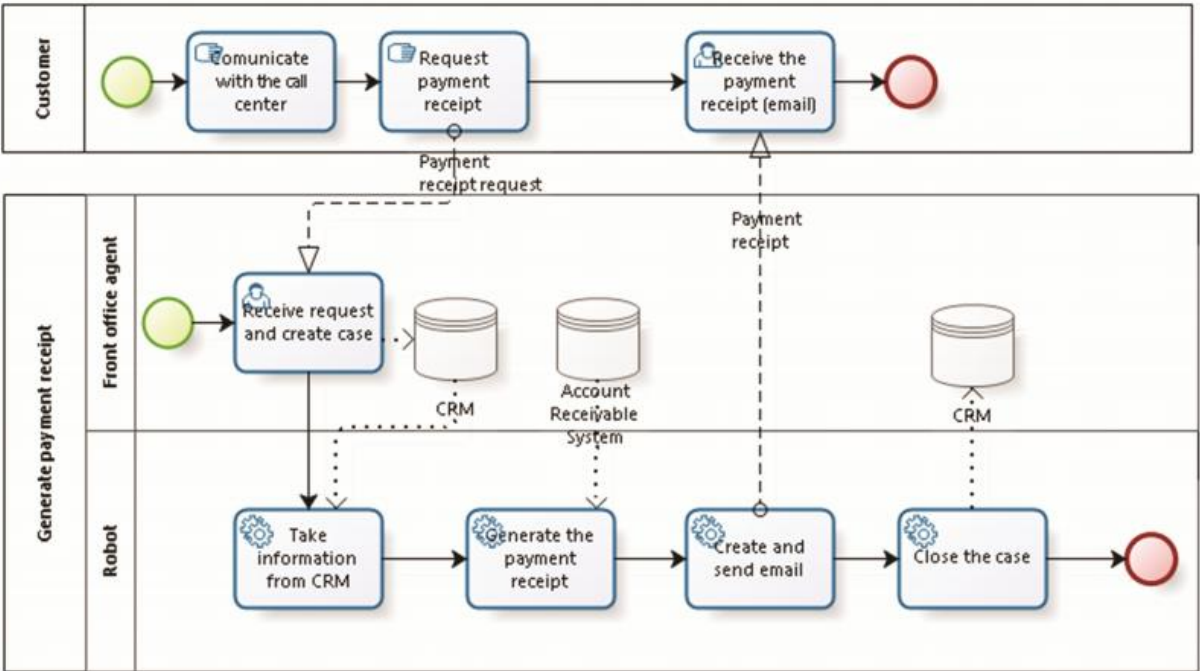 Customer
Comunicate
with the call
center
Request
payment
receipt
Receive the
payment
receipt (email)
Payment
receipt request
Payment
receipt
Generate payment receipt
Front office agent
Receive request
and create case
CRM
Account
Receivable
System
CRM
Robot
Take
information
from CRM
Generate the
payment
receipt
Create and
send email
Close the case